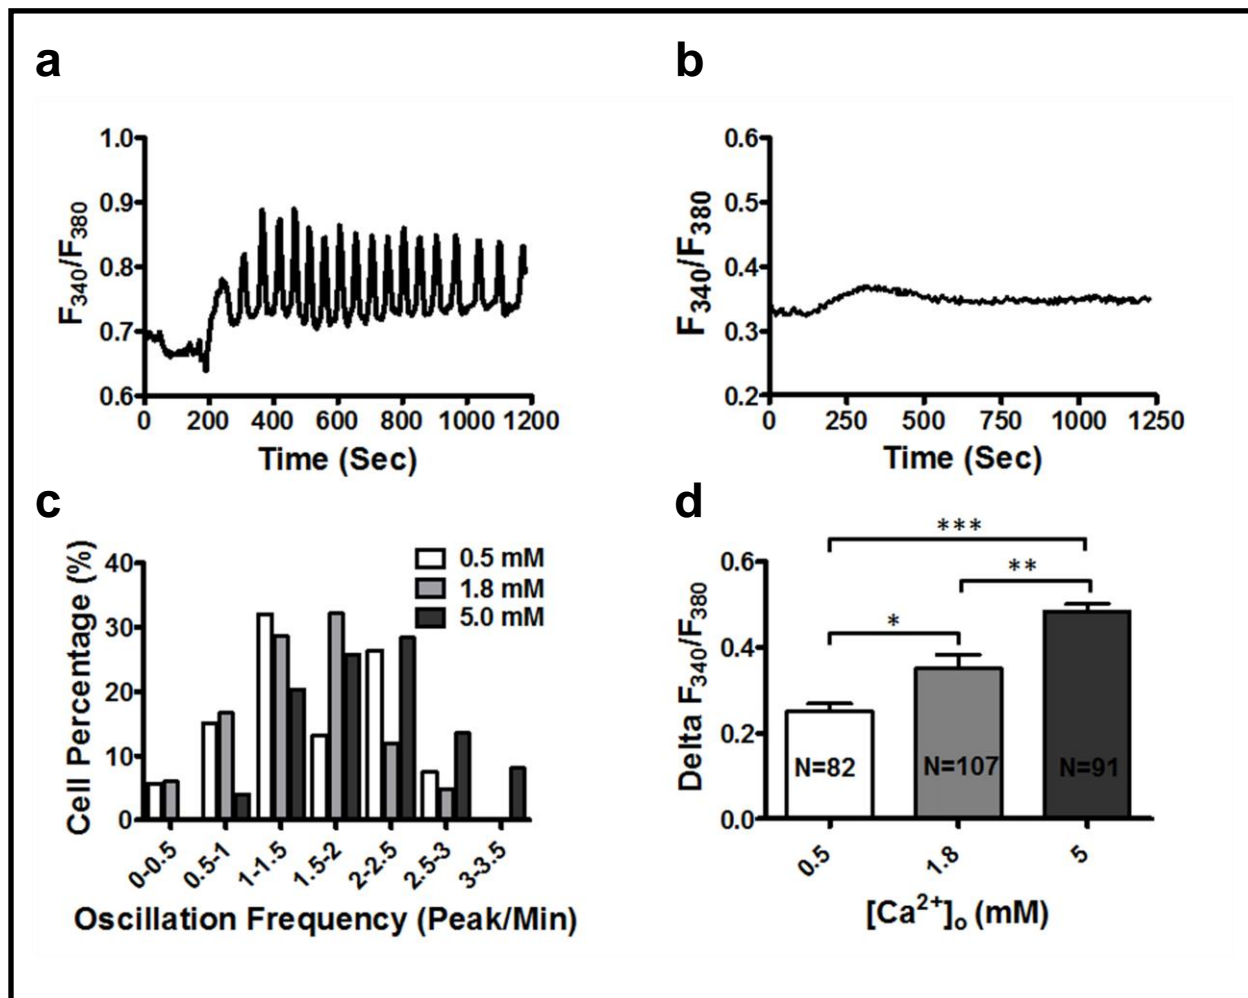 a
1.0
0.9
0.8
0.7
0.6
F340/F380
0 200 400 600 800 1000 1200
Time (Sec)
b
0.6
0.5
0.4
0.3
0.2
F340/F380
0 250 500 750 1000 1250
Time (Sec)
c
40
30
20
10
0
Cell Percentage (%)
0.5 mM
1.8 mM
5.0 mM
0-0.5 0.5-1 1-1.5 1.5-2 2-2.5 2.5-3 3-3.5
Oscillation Frequency (Peak/Min)
d
***
**
*
0.6
0.4
0.2
0.0
Delta F340/F380
N=82 N=107 N=91
0.5 1.8 5
[Ca2+]o (mM)